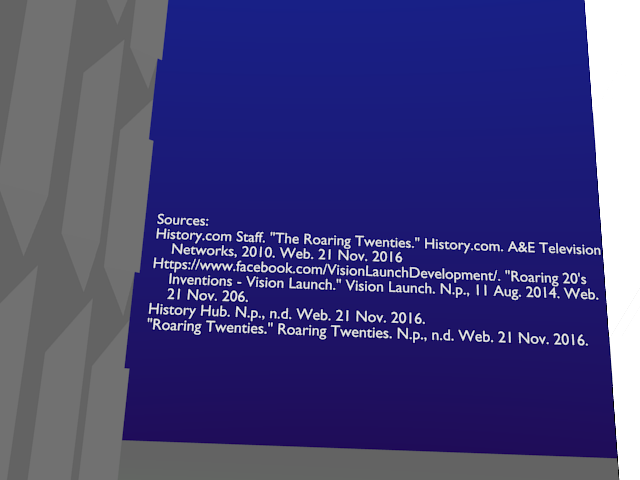 Sources:
History.com Staff. "The Roaring Twenties." History.com. A&E Television
Networks, 2010. Web. 21 Nov. 2016
Https://www.facebook.com/VisionLaunchDevelopment/. "Roaring 20's
Inventions - Vision Launch." Vision Launch. N.p., 11 Aug. 2014. Web.
21 Nov. 206.
History Hub. N.p., n.d. Web. 21 Nov. 2016.
"Roaring Twenties." Roaring Twenties. N.p., n.d. Web. 21 Nov. 2016.